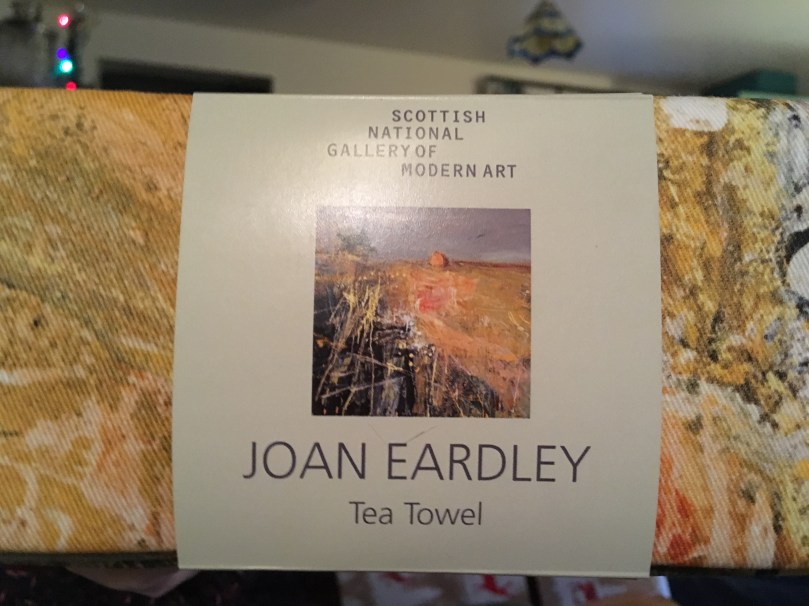 SCOTTISH
NATIONAL
GALLERY OF
MODERN ART
JOAN EARDLEY
Tea Towel